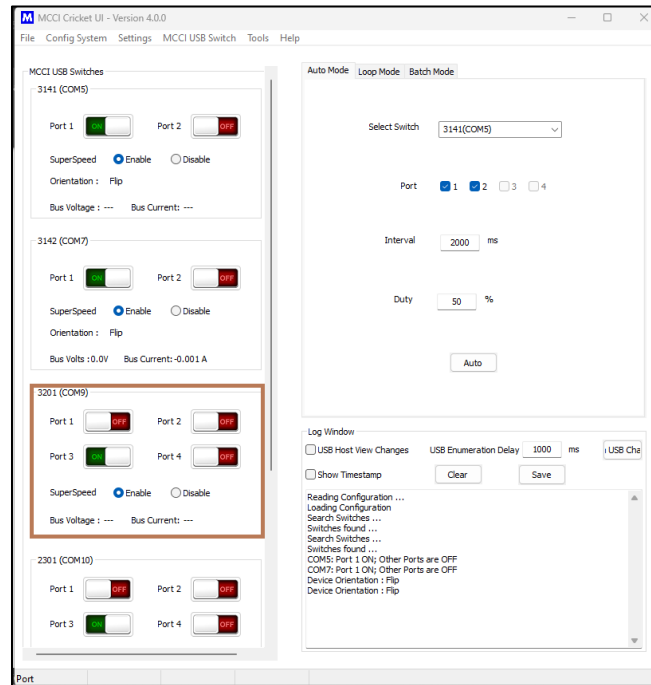 M MCCI Cricket UI - Version 4.0.0
File Config System Settings MCCI USB Switch Tools Help
MCCI USB Switches
3141 (COM5)
Port 1 ON Port 2 OFF
SuperSpeed Enable Disable
Orientation : Flip
Bus Voltage : --- Bus Current: ---
3142 (COM7)
Port 1 ON Port 2 OFF
SuperSpeed Enable Disable
Orientation : Flip
Bus Volts :0.0V Bus Current:-0.001 A
3201 (COM9)
Port 1 OFF Port 2 OFF
Port 3 ON Port 4 OFF
SuperSpeed Enable Disable
Bus Voltage : --- Bus Current: ---
2301 (COM10)
Port 1 OFF Port 2 OFF
Port 3 ON Port 4 OFF
Auto Mode Loop Mode Batch Mode
Select Switch 3141(COM5)
Port 1 2 3 4
Interval 2000 ms
Duty 50 %
Auto
Log Window
USB Host View Changes USB Enumeration Delay 1000 ms USB Cha
Show Timestamp Clear Save
Reading Configuration ...
Loading Configuration
Search Switches ...
Switches found ...
Search Switches ...
Switches found ...
COM5: Port 1 ON; Other Ports are OFF
COM7: Port 1 ON; Other Ports are OFF
Device Orientation : Flip
Device Orientation : Flip
Port